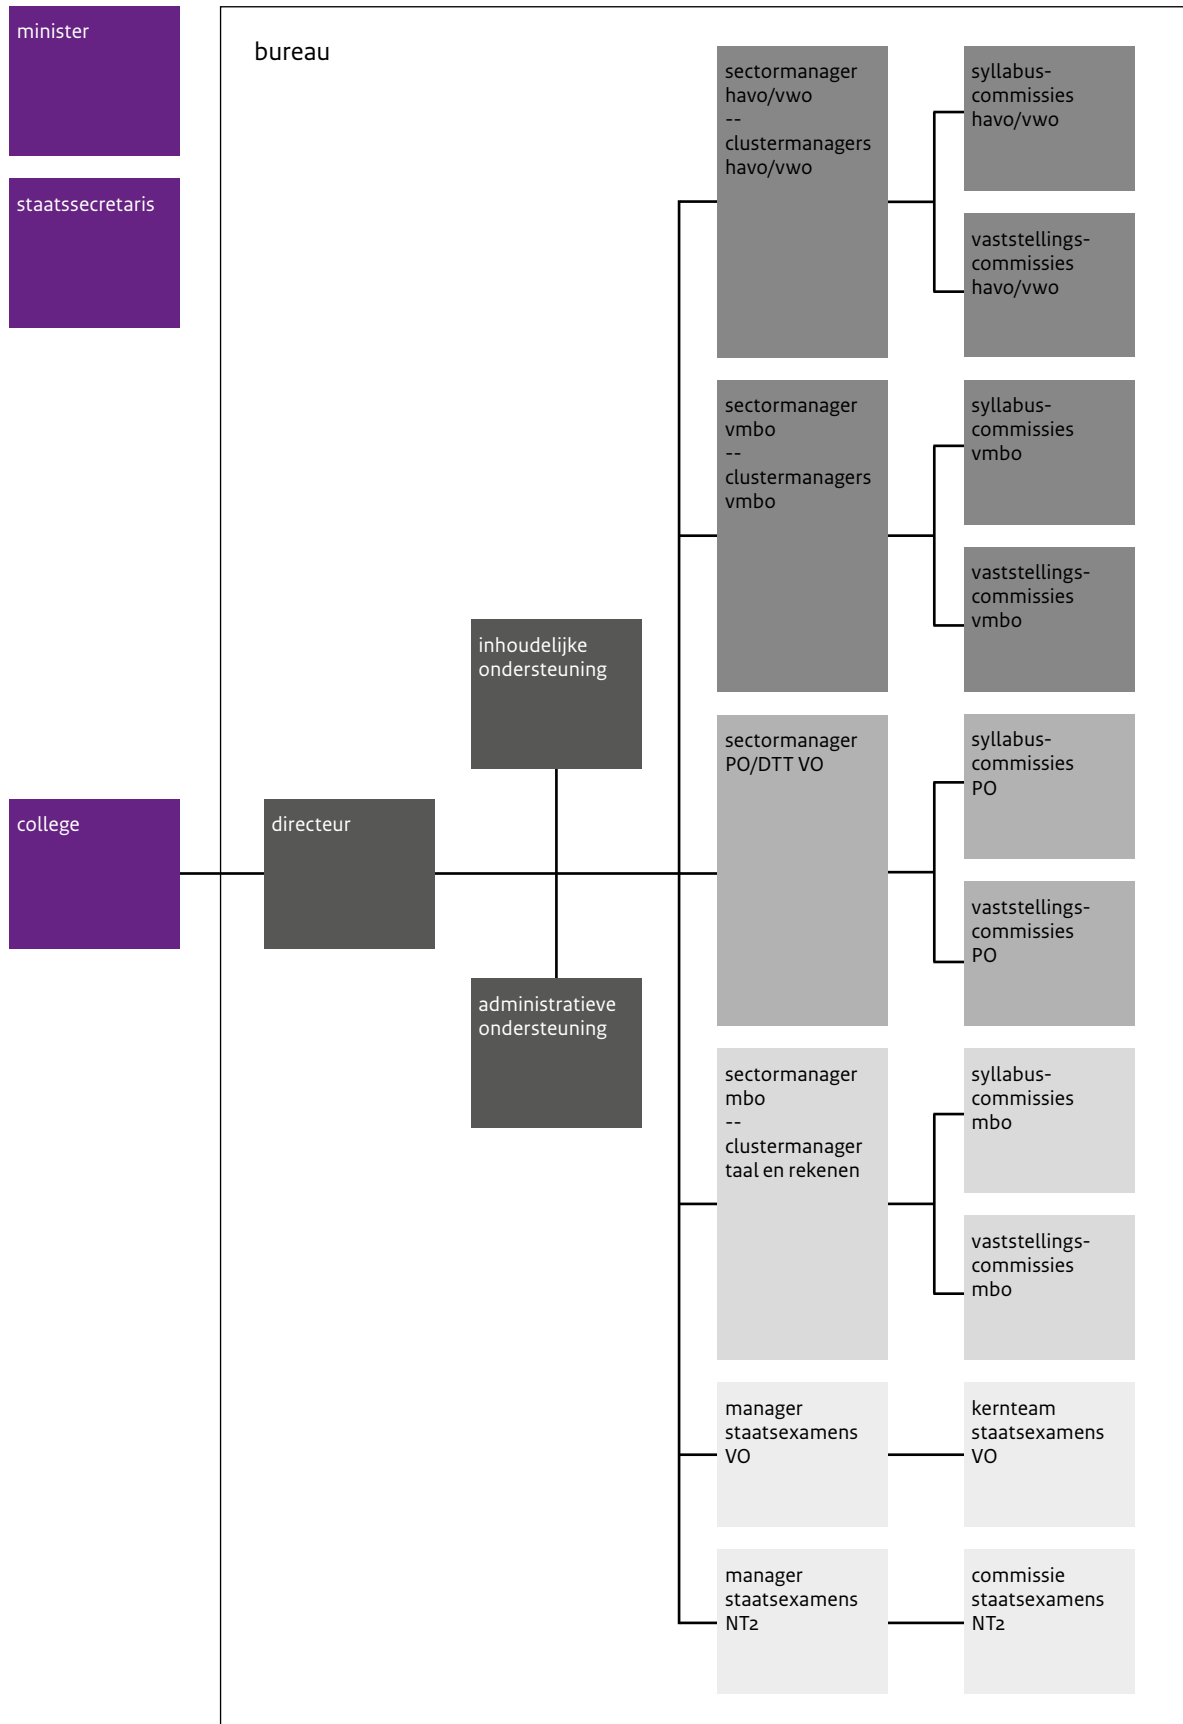 minister
staatssecretaris
college
bureau
directeur
inhoudelijke
ondersteuning
administratieve
ondersteuning
sectormanager
havo/vwo
--
clustermanagers
havo/vwo
syllabus-
commissies
havo/vwo
vaststellings-
commissies
havo/vwo
sectormanager
vmbo
--
clustermanagers
vmbo
syllabus-
commissies
vmbo
vaststellings-
commissies
vmbo
sectormanager
PO/DTT VO
syllabus-
commissies
PO
vaststellings-
commissies
PO
sectormanager
mbo
--
clustermanager
taal en rekenen
syllabus-
commissies
mbo
vaststellings-
commissies
mbo
manager
staatsexamens
VO
kernteam
staatsexamens
VO
manager
staatsexamens
NT2
commissie
staatsexamens
NT2